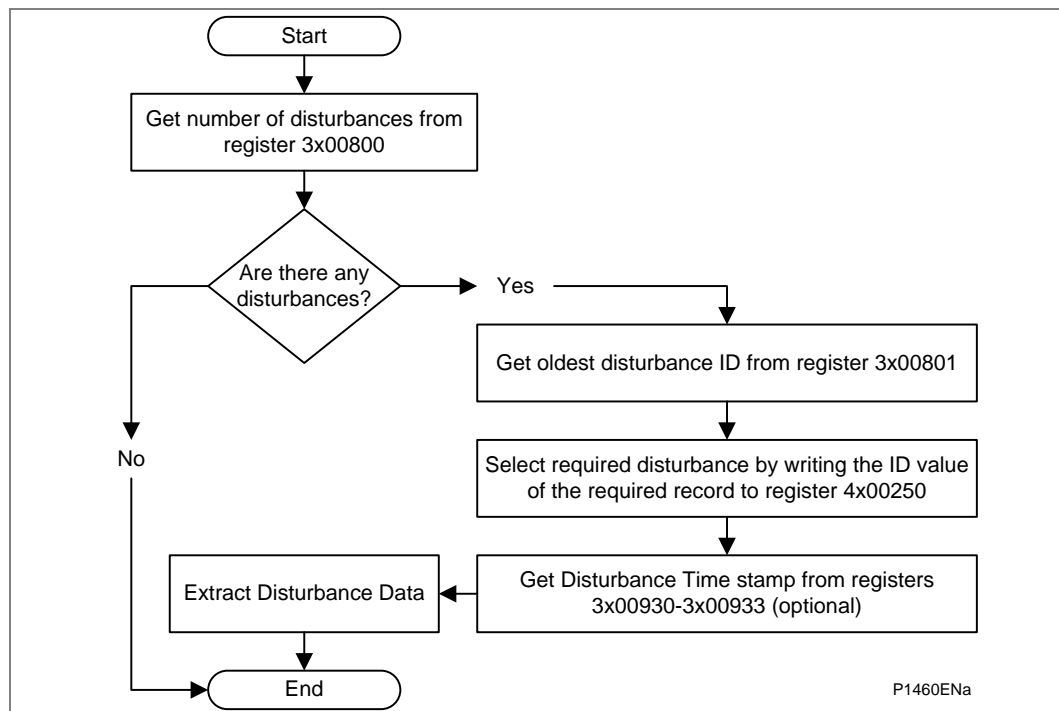 Start
Get number of disturbances from
register 3x00800
Are there any
disturbances?
Yes
Get oldest disturbance ID from register 3x00801
No
Select required disturbance by writing the ID value
of the required record to register 4x00250
Extract Disturbance Data
Get Disturbance Time stamp from registers
3x00930-3x00933 (optional)
End
P1460ENa